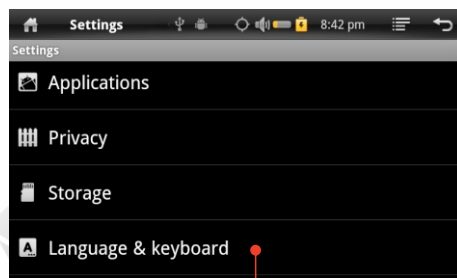 Settings 8:42 pm
Settings
Applications
Privacy
Storage
A Language & keyboard